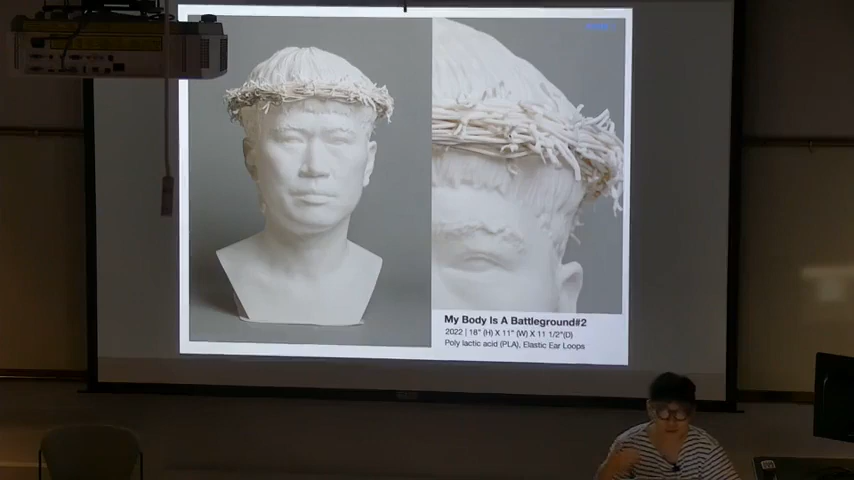 My Body Is A Battleground#2
2022 | 18" (H) X 11" (W) X 11 1/2"(D)
Poly lactic acid (PLA), Elastic Ear Loops